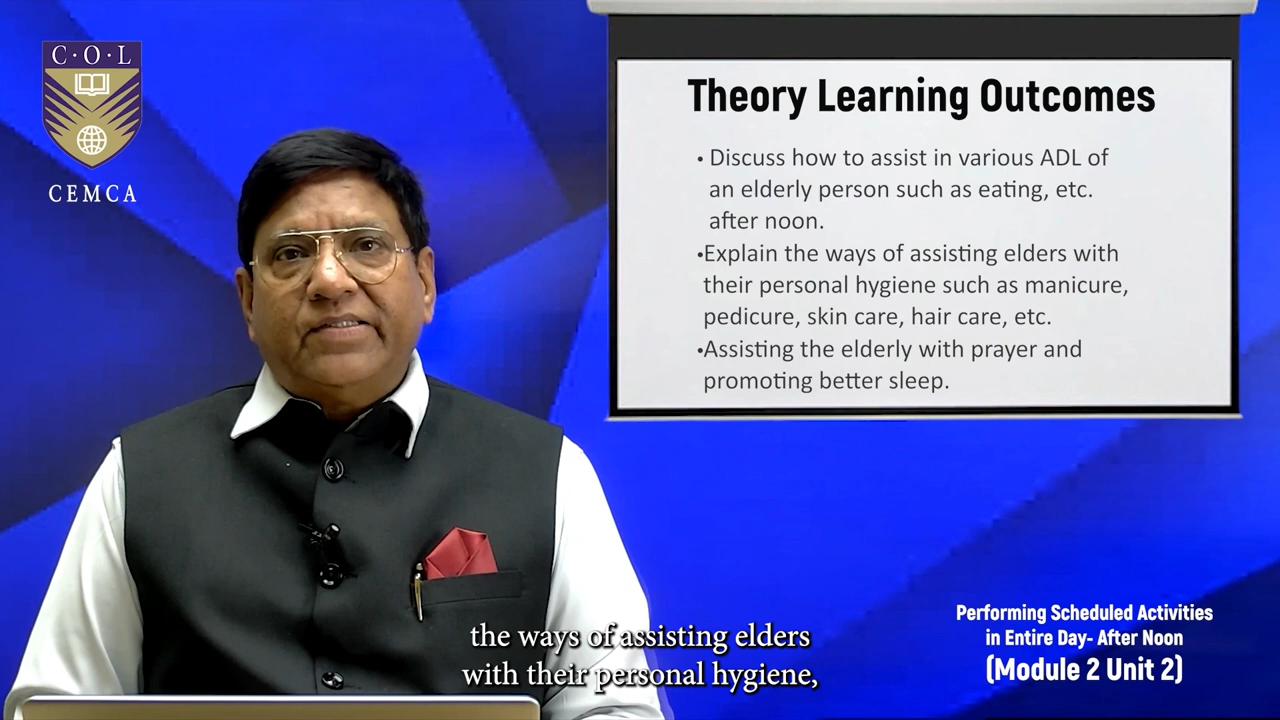 C·O·L
CEMCA
Theory Learning Outcomes
• Discuss how to assist in various ADL of
an elderly person such as eating, etc.
after noon.
•Explain the ways of assisting elders with
their personal hygiene such as manicure,
pedicure, skin care, hair care, etc.
•Assisting the elderly with prayer and
promoting better sleep.
the ways of assisting elders
with their personal hygiene,
Performing Scheduled Activities
in Entire Day- After Noon
(Module 2 Unit 2)